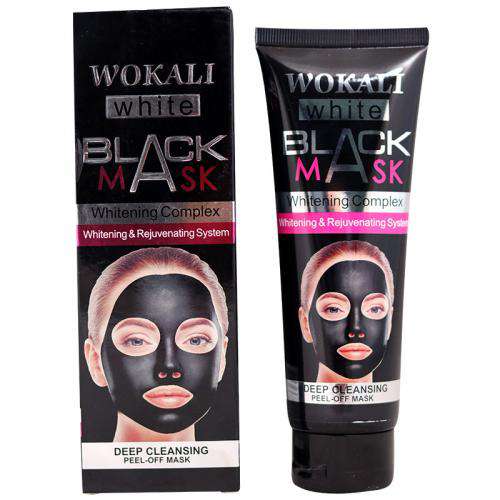 WOKALI
white
BLACK
MASK
Whitening Complex
Whitening & Rejuvenating System
DEEP CLEANSING
PEEL-OFF MASK
WOKALI
white
BLACK
MASK
Whitening Complex
Whitening & Rejuvenating System
DEEP CLEANSING
PEEL-OFF MASK